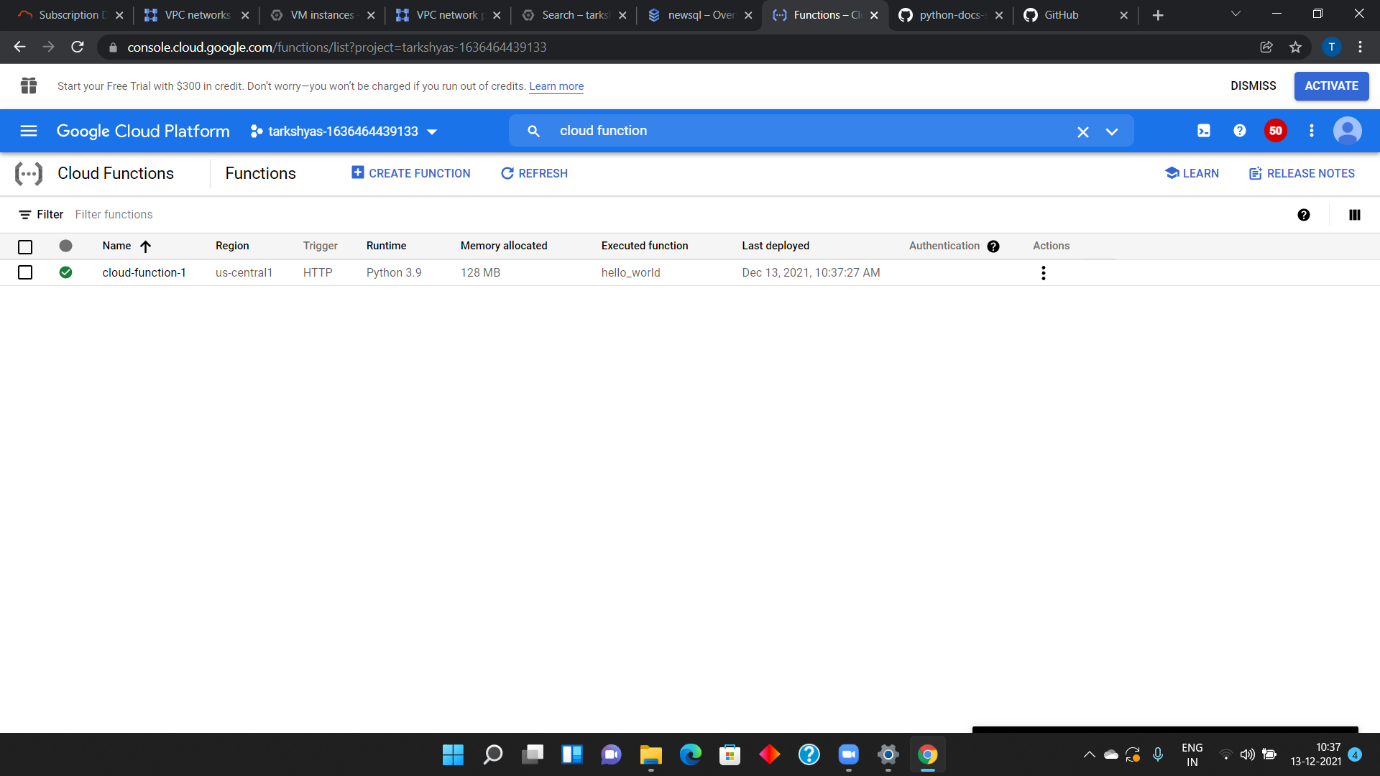 Subscription D
VPC networks
VM instances
VPC network p
Search – tarks
newsql – Over
Functions – Cl
python-docs-s
GitHub
console.cloud.google.com/functions/list?project=tarkshyas-1636464439133
T
Start your Free Trial with $300 in credit. Don't worry—you won't be charged if you run out of credits. Learn more
DISMISS
ACTIVATE
Google Cloud Platform
tarkshyas-1636464439133
cloud function
50
Cloud Functions
Functions
CREATE FUNCTION
REFRESH
LEARN
RELEASE NOTES
Filter Filter functions
Name Region Trigger Runtime Memory allocated Executed function Last deployed Authentication Actions
cloud-function-1 us-central1 HTTP Python 3.9 128 MB hello_world Dec 13, 2021, 10:37:27 AM
ENG
IN
10:37
13-12-2021
4